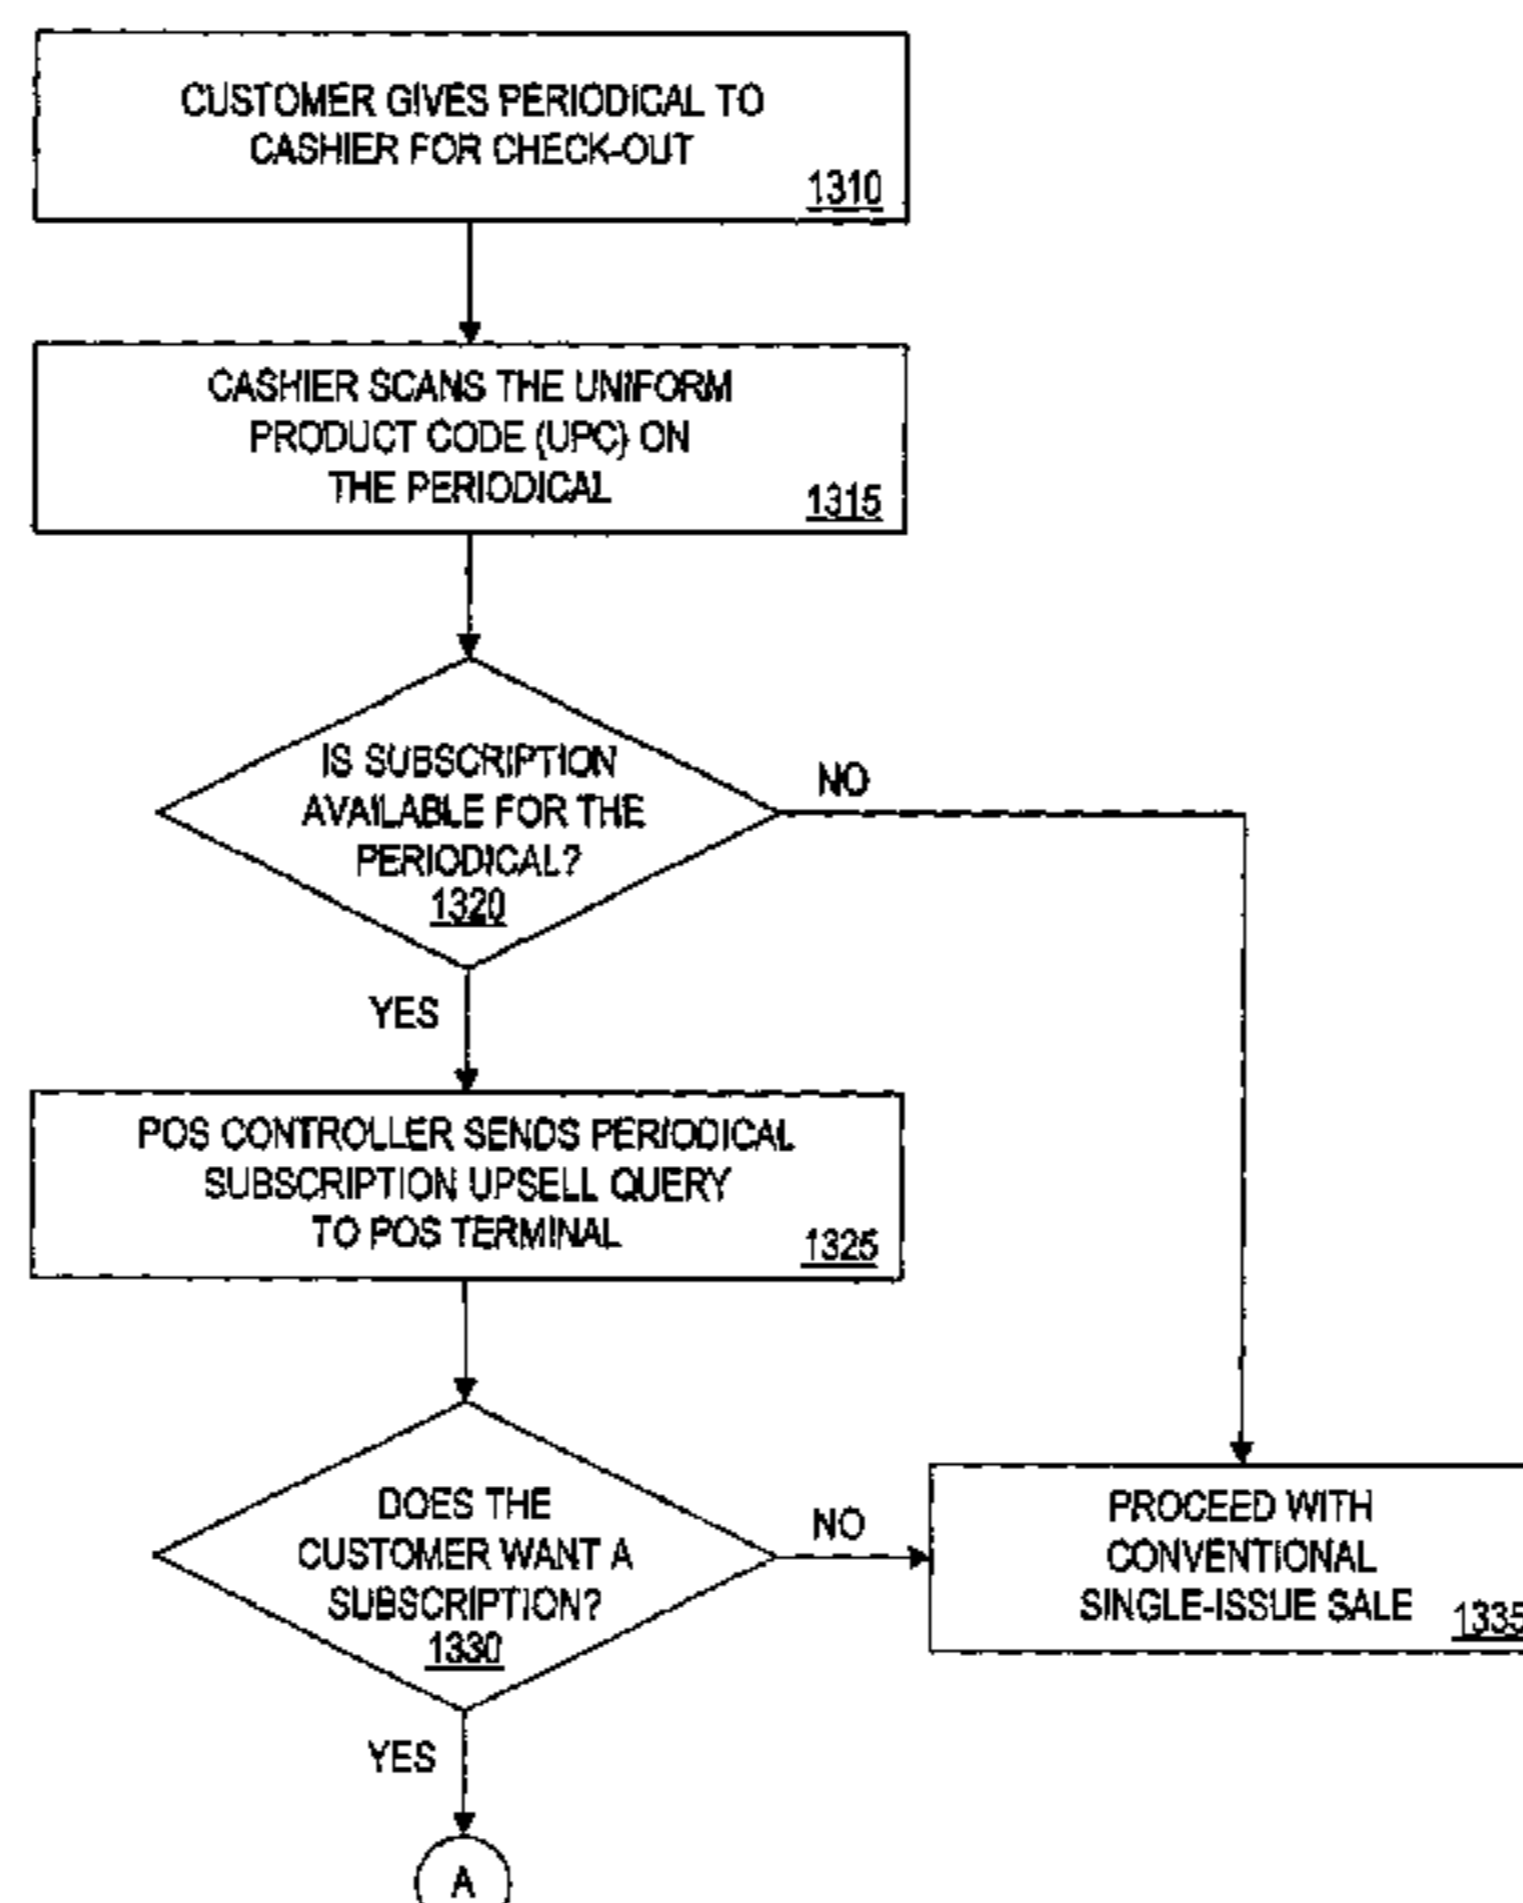 CUSTOMER GIVES PERIODICAL TO
CASHIER FOR CHECK-OUT
1310
CASHIER SCANS THE UNIFORM
PRODUCT CODE (UPC) ON
THE PERIODICAL
1315
IS SUBSCRIPTION
AVAILABLE FOR THE
PERIODICAL?
1320
NO
YES
POS CONTROLLER SENDS PERIODICAL
SUBSCRIPTION UPSELL QUERY
TO POS TERMINAL
1325
DOES THE
CUSTOMER WANT A
SUBSCRIPTION?
1330
NO
PROCEED WITH
CONVENTIONAL
SINGLE-ISSUE SALE
1335
YES
A